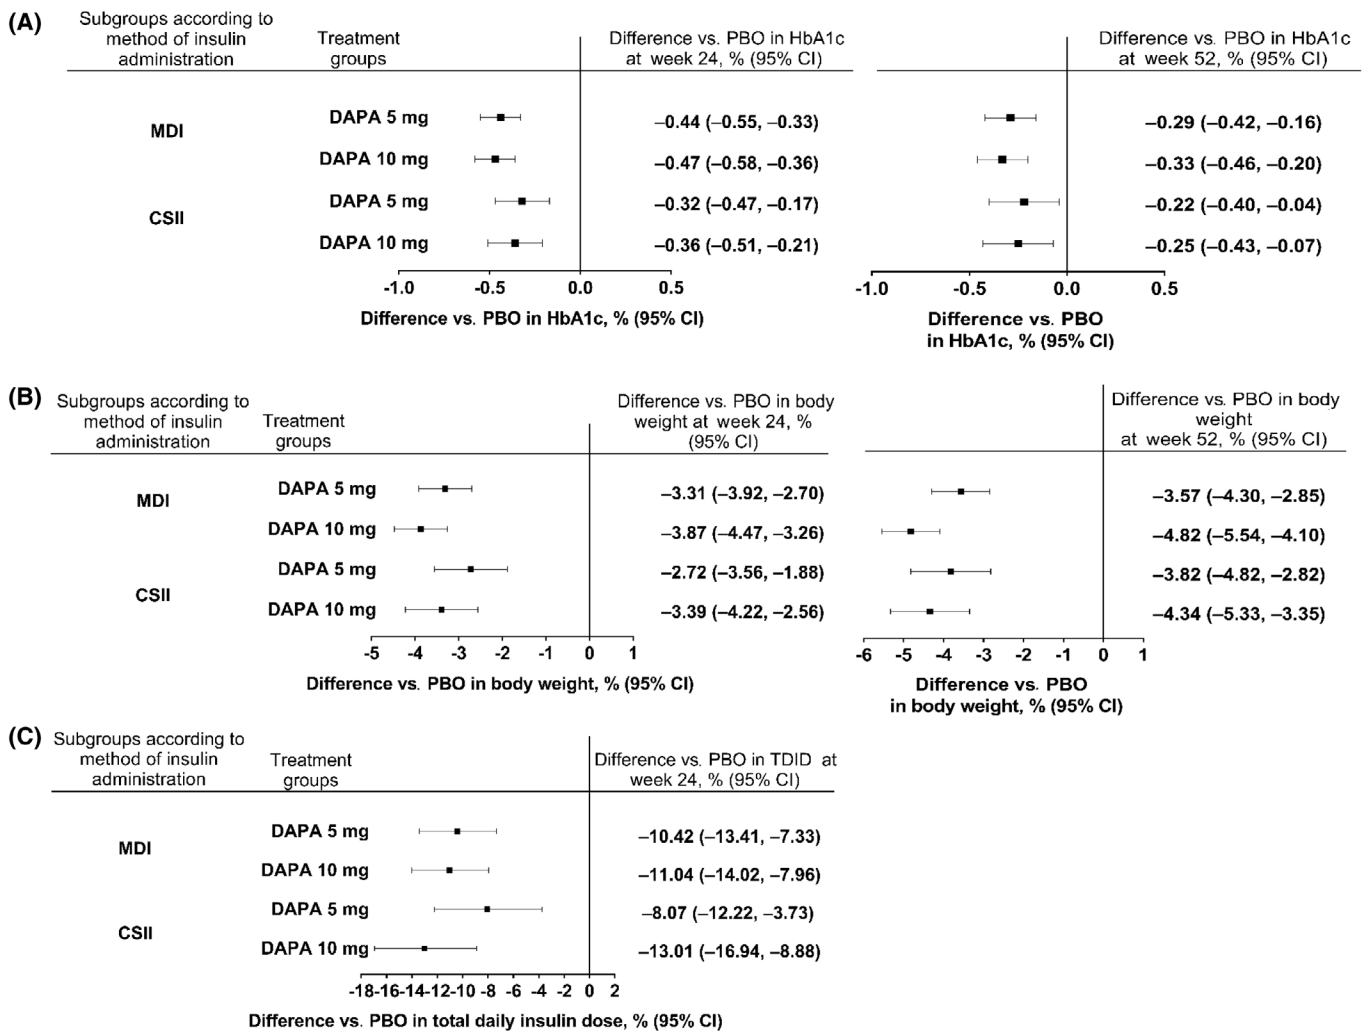 (A)
Subgroups according to
method of insulin
administration
Treatment
groups
Difference vs. PBO in HbA1c
at week 24, % (95% CI)
Difference vs. PBO in HbA1c
at week 52, % (95% CI)
MDI
DAPA 5 mg
–0.44 (–0.55, –0.33)
–0.29 (–0.42, –0.16)
DAPA 10 mg
–0.47 (–0.58, –0.36)
–0.33 (–0.46, –0.20)
CSII
DAPA 5 mg
–0.32 (–0.47, –0.17)
–0.22 (–0.40, –0.04)
DAPA 10 mg
–0.36 (–0.51, –0.21)
–0.25 (–0.43, –0.07)
-1.0 -0.5 0.0 0.5
-1.0 -0.5 0.0 0.5
Difference vs. PBO in HbA1c, % (95% CI)
Difference vs. PBO
in HbA1c, % (95% CI)
(B)
Subgroups according to
method of insulin
administration
Treatment
groups
Difference vs. PBO in body
weight at week 24, %
(95% CI)
Difference vs. PBO in body
weight
at week 52, % (95% CI)
MDI
DAPA 5 mg
–3.31 (–3.92, –2.70)
–3.57 (–4.30, –2.85)
DAPA 10 mg
–3.87 (–4.47, –3.26)
–4.82 (–5.54, –4.10)
CSII
DAPA 5 mg
–2.72 (–3.56, –1.88)
–3.82 (–4.82, –2.82)
DAPA 10 mg
–3.39 (–4.22, –2.56)
–4.34 (–5.33, –3.35)
-5 -4 -3 -2 -1 0 1
-6 -5 -4 -3 -2 -1 0 1
Difference vs. PBO in body weight, % (95% CI)
Difference vs. PBO
in body weight, % (95% CI)
(C)
Subgroups according to
method of insulin
administration
Treatment
groups
Difference vs. PBO in TDID at
week 24, % (95% CI)
MDI
DAPA 5 mg
–10.42 (–13.41, –7.33)
DAPA 10 mg
–11.04 (–14.02, –7.96)
CSII
DAPA 5 mg
–8.07 (–12.22, –3.73)
DAPA 10 mg
–13.01 (–16.94, –8.88)
-18 -16 -14 -12 -10 -8 -6 -4 -2 0 2
Difference vs. PBO in total daily insulin dose, % (95% CI)